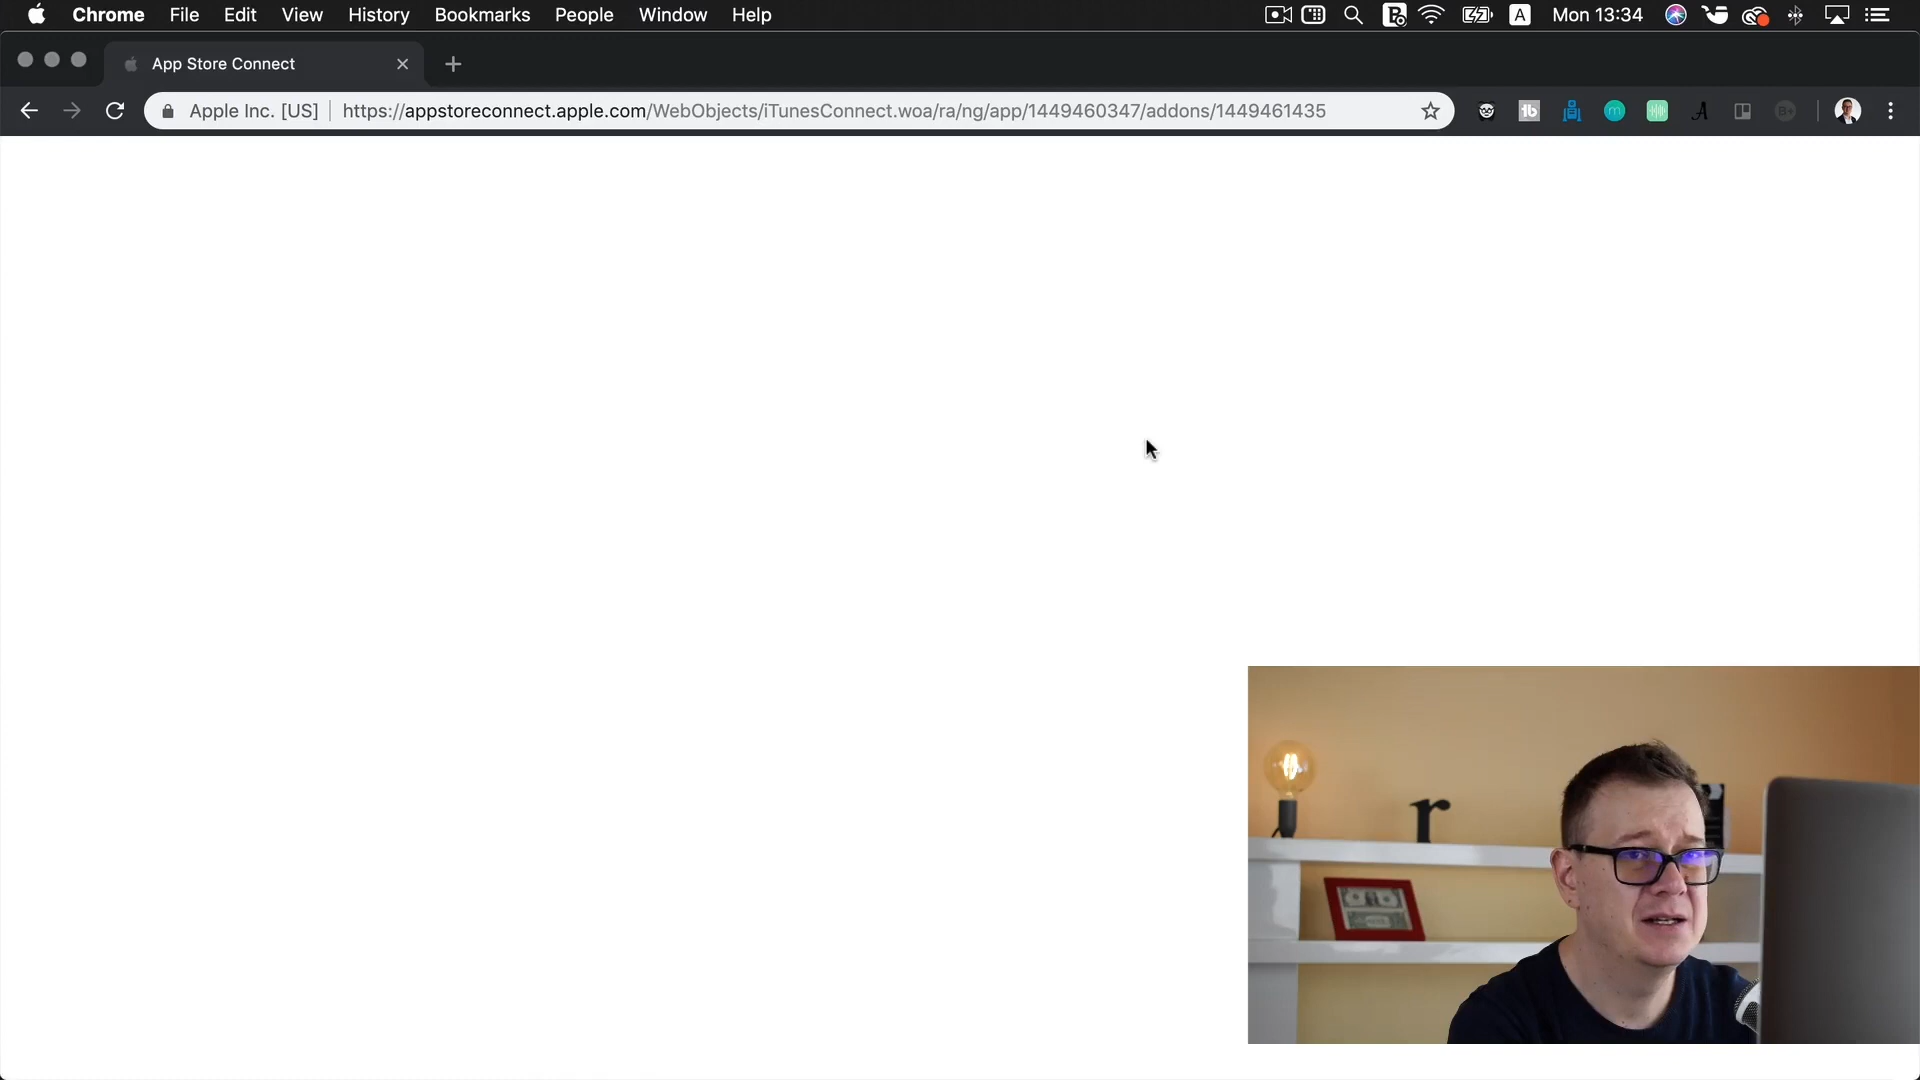 Chrome File Edit View History Bookmarks People Window Help A Mon 13:34
App Store Connect
Apple Inc. [US] https://appstoreconnect.apple.com/WebObjects/iTunesConnect.woa/ra/ng/app/1449460347/addons/1449461435
r